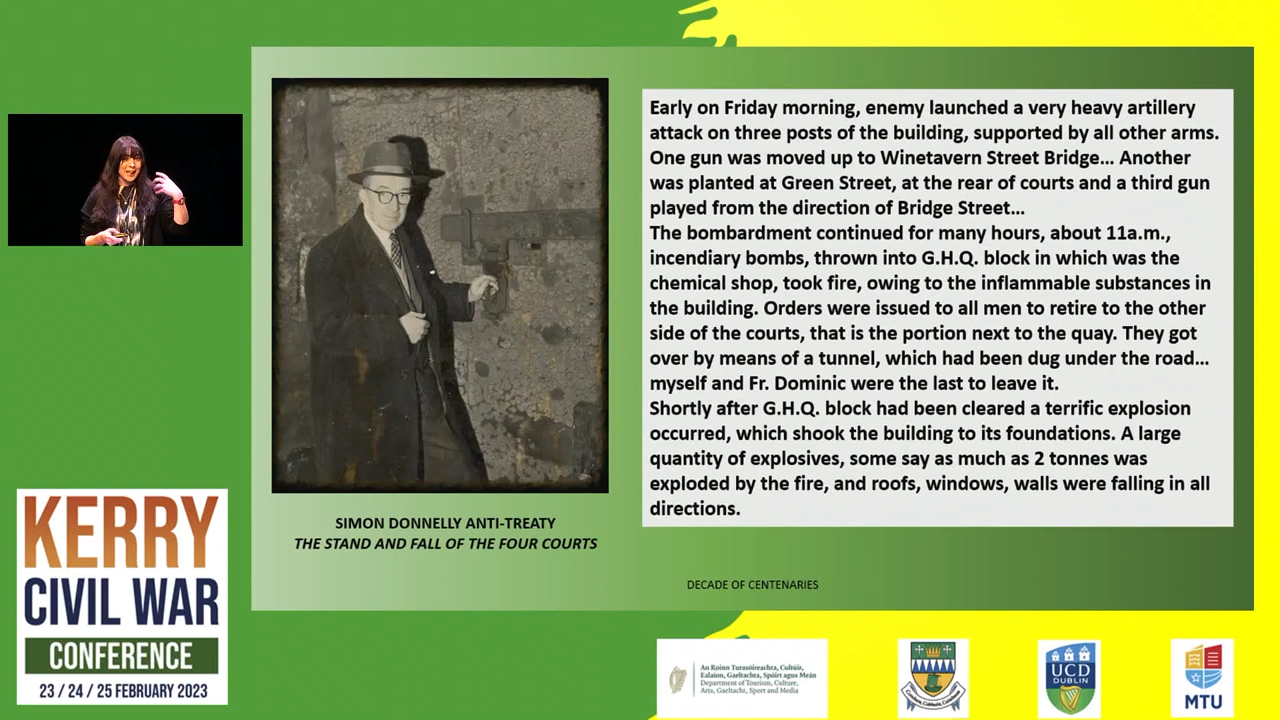 Early on Friday morning, enemy launched a very heavy artillery
attack on three posts of the building, supported by all other arms.
One gun was moved up to Winetavern Street Bridge... Another
was planted at Green Street, at the rear of courts and a third gun
played from the direction of Bridge Street...
The bombardment continued for many hours, about 11a.m.,
incendiary bombs, thrown into G.H.Q. block in which was the
chemical shop, took fire, owing to the inflammable substances in
the building. Orders were issued to all men to retire to the other
side of the courts, that is the portion next to the quay. They got
over by means of a tunnel, which had been dug under the road...
myself and Fr. Dominic were the last to leave it.
Shortly after G.H.Q. block had been cleared a terrific explosion
occurred, which shook the building to its foundations. A large
quantity of explosives, some say as much as 2 tonnes was
exploded by the fire, and roofs, windows, walls were falling in all
directions.
SIMON DONNELLY ANTI-TREATY
THE STAND AND FALL OF THE FOUR COURTS
DECADE OF CENTENARIES
KERRY
CIVIL WAR
CONFERENCE
23 / 24 / 25 FEBRUARY 2023
An Roinn Turasóireachta, Cultúir,
Ealaíon, Gaeltachta, Spóirt agus Meán
Department of Tourism, Culture,
Arts, Gaeltacht, Sport and Media
UCD
DUBLIN
MTU